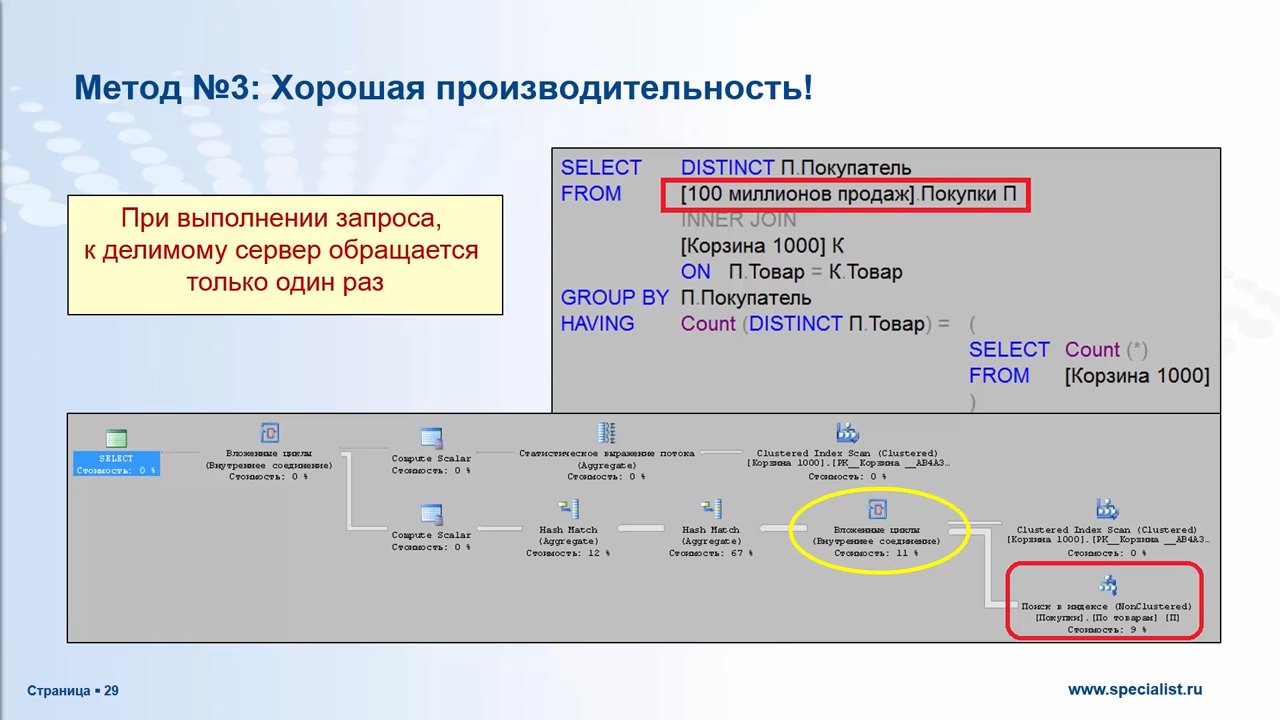 Метод №3: Хорошая производительность!
При выполнении запроса,
к делимому сервер обращается
только один раз
SELECT DISTINCT П.Покупатель
FROM [100 миллионов продаж].Покупки П
INNER JOIN
[Корзина 1000] К
ON П.Товар = К.Товар
GROUP BY П.Покупатель
HAVING Count (DISTINCT П.Товар) = (
SELECT Count (*)
FROM [Корзина 1000]
)
SELECT
Стоимость: 0 %
Вложенные циклы
(Внутреннее соединение)
Стоимость: 0 %
Compute Scalar
Стоимость: 0 %
Статистическое выражение потока
(Aggregate)
Стоимость: 0 %
Clustered Index Scan (Clustered)
[Корзина 1000].[PK__Корзина __AB4A3…
Стоимость: 0 %
Compute Scalar
Стоимость: 0 %
Hash Match
(Aggregate)
Стоимость: 12 %
Hash Match
(Aggregate)
Стоимость: 67 %
Вложенные циклы
(Внутреннее соединение)
Стоимость: 11 %
Clustered Index Scan (Clustered)
[Корзина 1000].[PK__Корзина __AB4A3…
Стоимость: 0 %
Поиск в индексе (NonClustered)
[Покупки].[По товарам] [П]
Стоимость: 9 %
Страница ▪ 29
www.specialist.ru